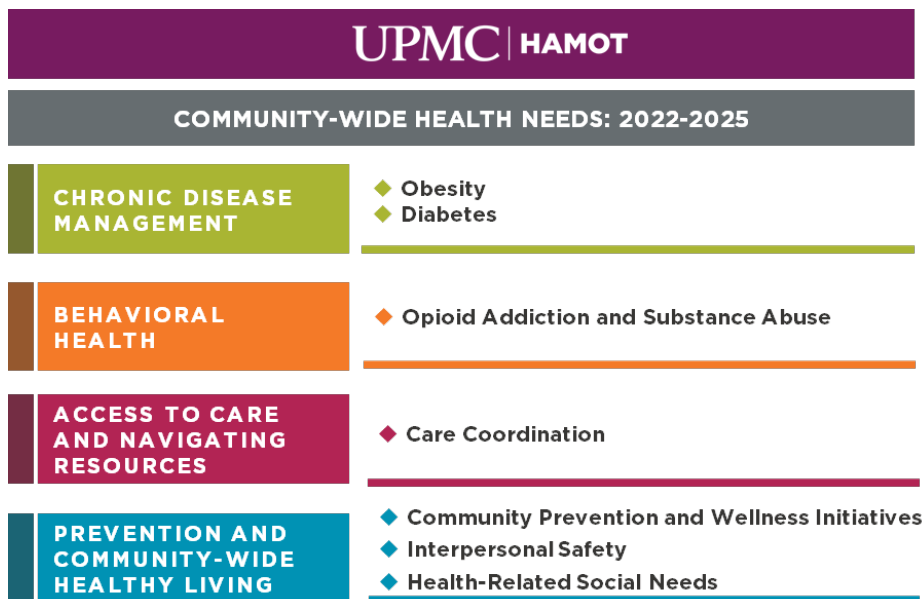 UPMC | HAMOT
COMMUNITY-WIDE HEALTH NEEDS: 2022-2025
CHRONIC DISEASE
MANAGEMENT
◆ Obesity
◆ Diabetes
BEHAVIORAL
HEALTH
◆ Opioid Addiction and Substance Abuse
ACCESS TO CARE
AND NAVIGATING
RESOURCES
◆ Care Coordination
PREVENTION AND
COMMUNITY-WIDE
HEALTHY LIVING
◆ Community Prevention and Wellness Initiatives
◆ Interpersonal Safety
◆ Health-Related Social Needs